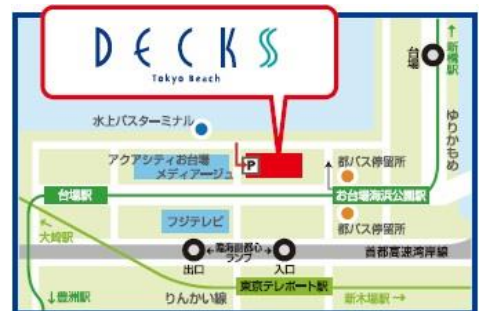 DECKS
Tokyo Beach
台場
↑新橋駅
ゆりかもめ
水上バスターミナル
アクアシティお台場
メディアージュ
P
都バス停留所
台場駅
お台場海浜公園駅
大崎駅
フジテレビ
都バス停留所
臨海副都心
ランプ
出口
入口
首都高速湾岸線
東京テレポート駅
↓豊洲駅
りんかい線
新木場駅→